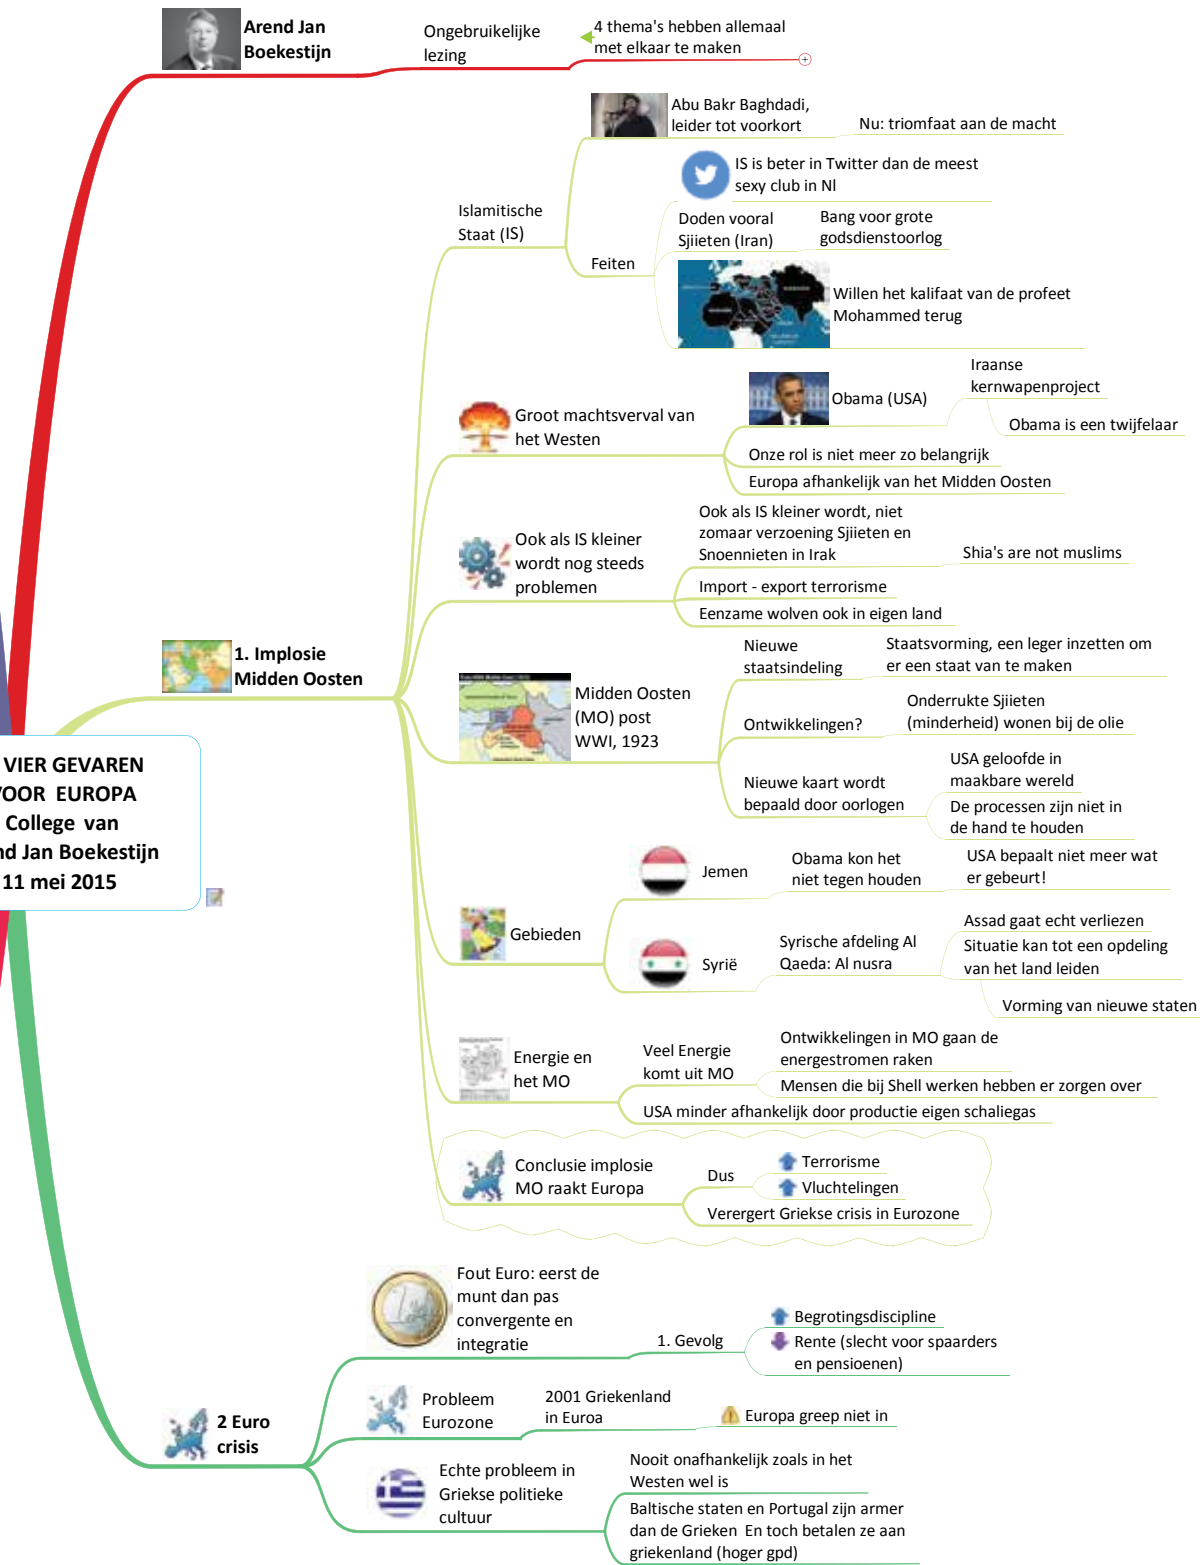 Arend Jan
Boekestijn
Ongebruikelijke
lezing
4 thema's hebben allemaal
met elkaar te maken
VIER GEVAREN
VOOR EUROPA
College van
nd Jan Boekestijn
11 mei 2015
1. Implosie
Midden Oosten
Islamitische
Staat (IS)
Abu Bakr Baghdadi,
leider tot voorkort
Nu: triomfaat aan de macht
Feiten
IS is beter in Twitter dan de meest
sexy club in Nl
Doden vooral
Sjiieten (Iran)
Bang voor grote
godsdienstoorlog
Willen het kalifaat van de profeet
Mohammed terug
Groot machtsverval van
het Westen
Obama (USA)
Iraanse
kernwapenproject
Obama is een twijfelaar
Onze rol is niet meer zo belangrijk
Europa afhankelijk van het Midden Oosten
Ook als IS kleiner
wordt nog steeds
problemen
Ook als IS kleiner wordt, niet
zomaar verzoening Sjiieten en
Snoennieten in Irak
Shia's are not muslims
Import - export terrorisme
Eenzame wolven ook in eigen land
Midden Oosten
(MO) post
WWI, 1923
Nieuwe
staatsindeling
Staatsvorming, een leger inzetten om
er een staat van te maken
Ontwikkelingen?
Onderrukte Sjiieten
(minderheid) wonen bij de olie
Nieuwe kaart wordt
bepaald door oorlogen
USA geloofde in
maakbare wereld
De processen zijn niet in
de hand te houden
Gebieden
Jemen
Obama kon het
niet tegen houden
USA bepaalt niet meer wat
er gebeurt!
Syrië
Syrische afdeling Al
Qaeda: Al nusra
Assad gaat echt verliezen
Situatie kan tot een opdeling
van het land leiden
Vorming van nieuwe staten
Energie en
het MO
Veel Energie
komt uit MO
Ontwikkelingen in MO gaan de
energestromen raken
Mensen die bij Shell werken hebben er zorgen over
USA minder afhankelijk door productie eigen schaliegas
Conclusie implosie
MO raakt Europa
Dus
Terrorisme
Vluchtelingen
Verergert Griekse crisis in Eurozone
2 Euro
crisis
Fout Euro: eerst de
munt dan pas
convergente en
integratie
1. Gevolg
Begrotingsdiscipline
Rente (slecht voor spaarders
en pensioenen)
Probleem
Eurozone
2001 Griekenland
in Euroa
Europa greep niet in
Echte probleem in
Griekse politieke
cultuur
Nooit onafhankelijk zoals in het
Westen wel is
Baltische staten en Portugal zijn armer
dan de Grieken En toch betalen ze aan
griekenland (hoger gpd)